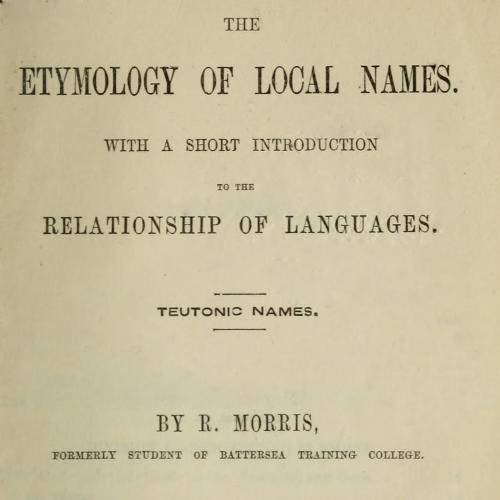 THE
ETYMOLOGY OF LOCAL NAMES.
WITH A SHORT INTRODUCTION
TO THE
RELATIONSHIP OF LANGUAGES.
TEUTONIC NAMES.
BY R. MORRIS,
FORMERLY STUDENT OF BATTERSEA TRAINING COLLEGE.